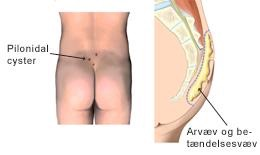 Pilonidal
cyster
Arvæv og be-
tændelsesvæv